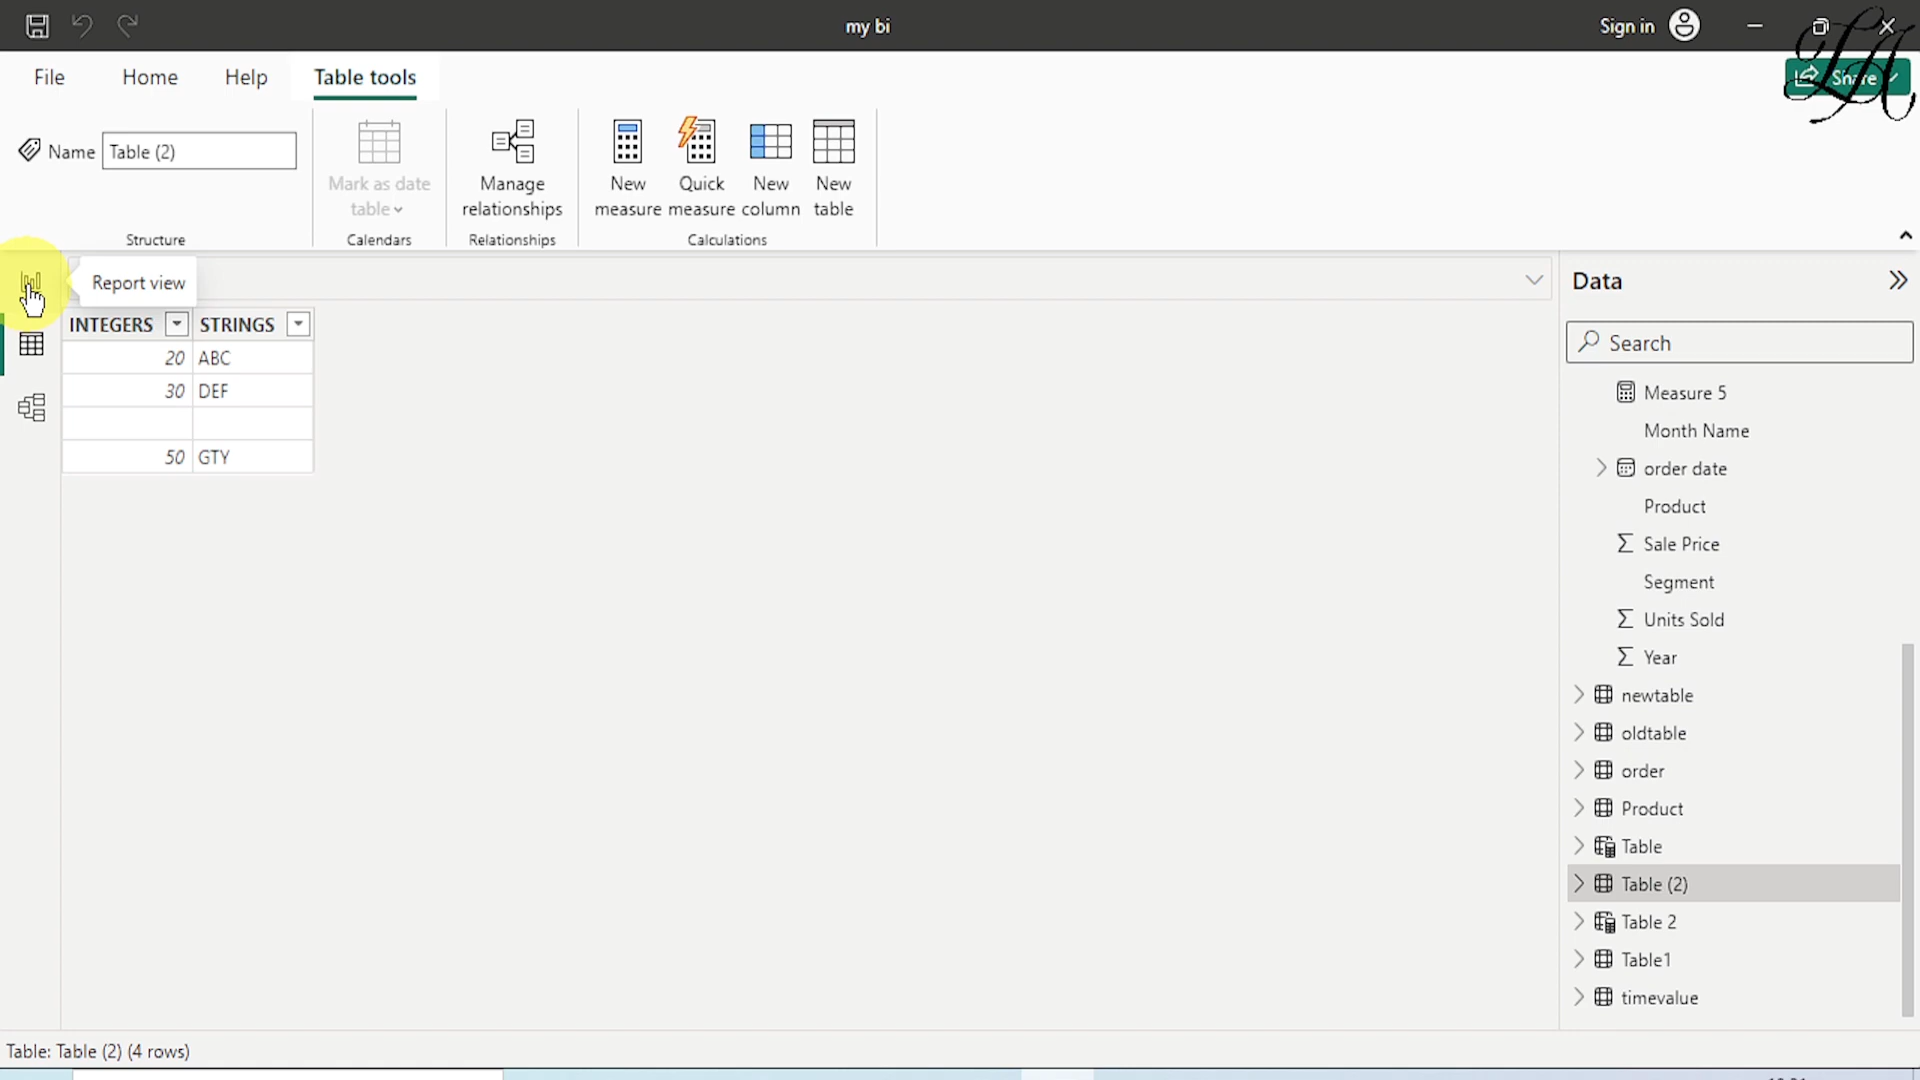 my bi
Sign in
File Home Help Table tools
Share
LA
Name Table (2)
Mark as date table
Manage relationships
New measure
Quick measure
New column
New table
Structure
Calendars
Relationships
Calculations
Report view
INTEGERS STRINGS
20 ABC
30 DEF
50 GTY
Data
Search
Measure 5
Month Name
order date
Product
Σ Sale Price
Segment
Σ Units Sold
Σ Year
newtable
oldtable
order
Product
Table
Table (2)
Table 2
Table1
timevalue
Table: Table (2) (4 rows)